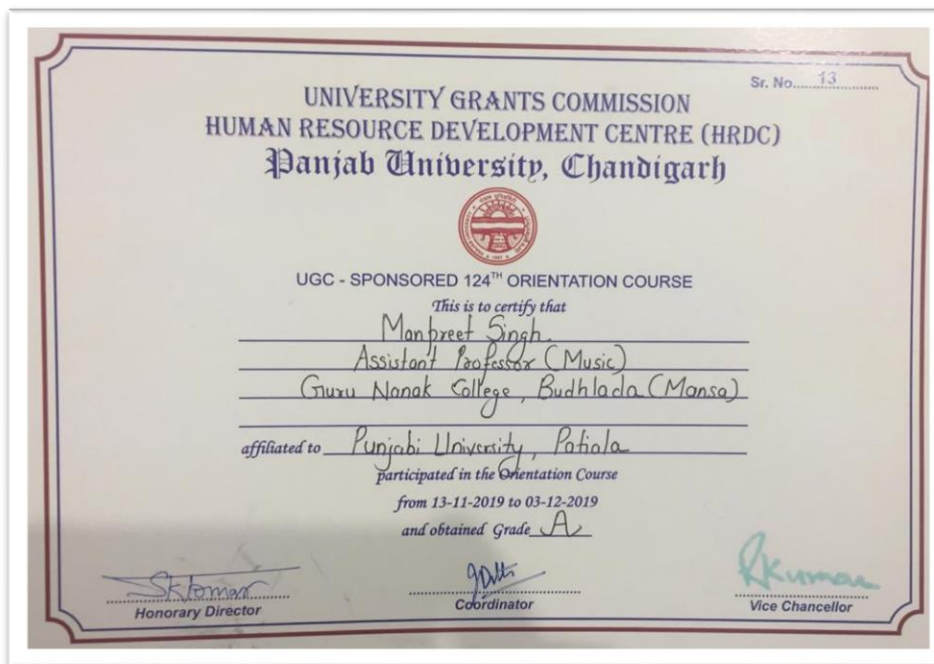 Sr. No. 13
UNIVERSITY GRANTS COMMISSION
HUMAN RESOURCE DEVELOPMENT CENTRE (HRDC)
Panjab University, Chandigarh
UGC - SPONSORED 124TH ORIENTATION COURSE
This is to certify that
Manpreet Singh.
Assistant Professor (Music)
Guru Nanak College, Budhlada (Mansa)
affiliated to Punjabi University, Patiala
participated in the Orientation Course
from 13-11-2019 to 03-12-2019
and obtained Grade A
SKTomar
RKumar
Honorary Director
Coordinator
Vice Chancellor